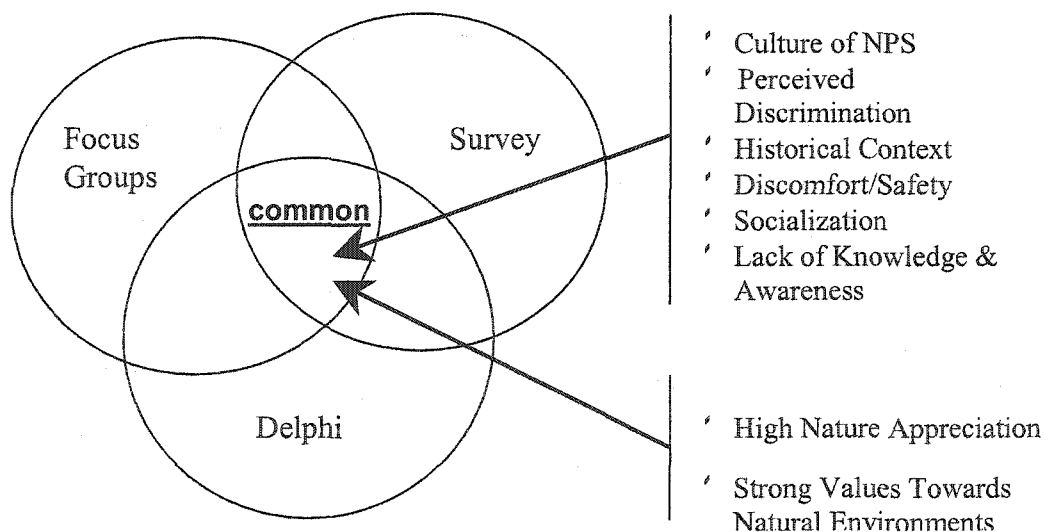 Focus
Groups
Survey
common
Delphi
Culture of NPS
Perceived
Discrimination
Historical Context
Discomfort/Safety
Socialization
Lack of Knowledge &
Awareness
High Nature Appreciation
Strong Values Towards
Natural Environments